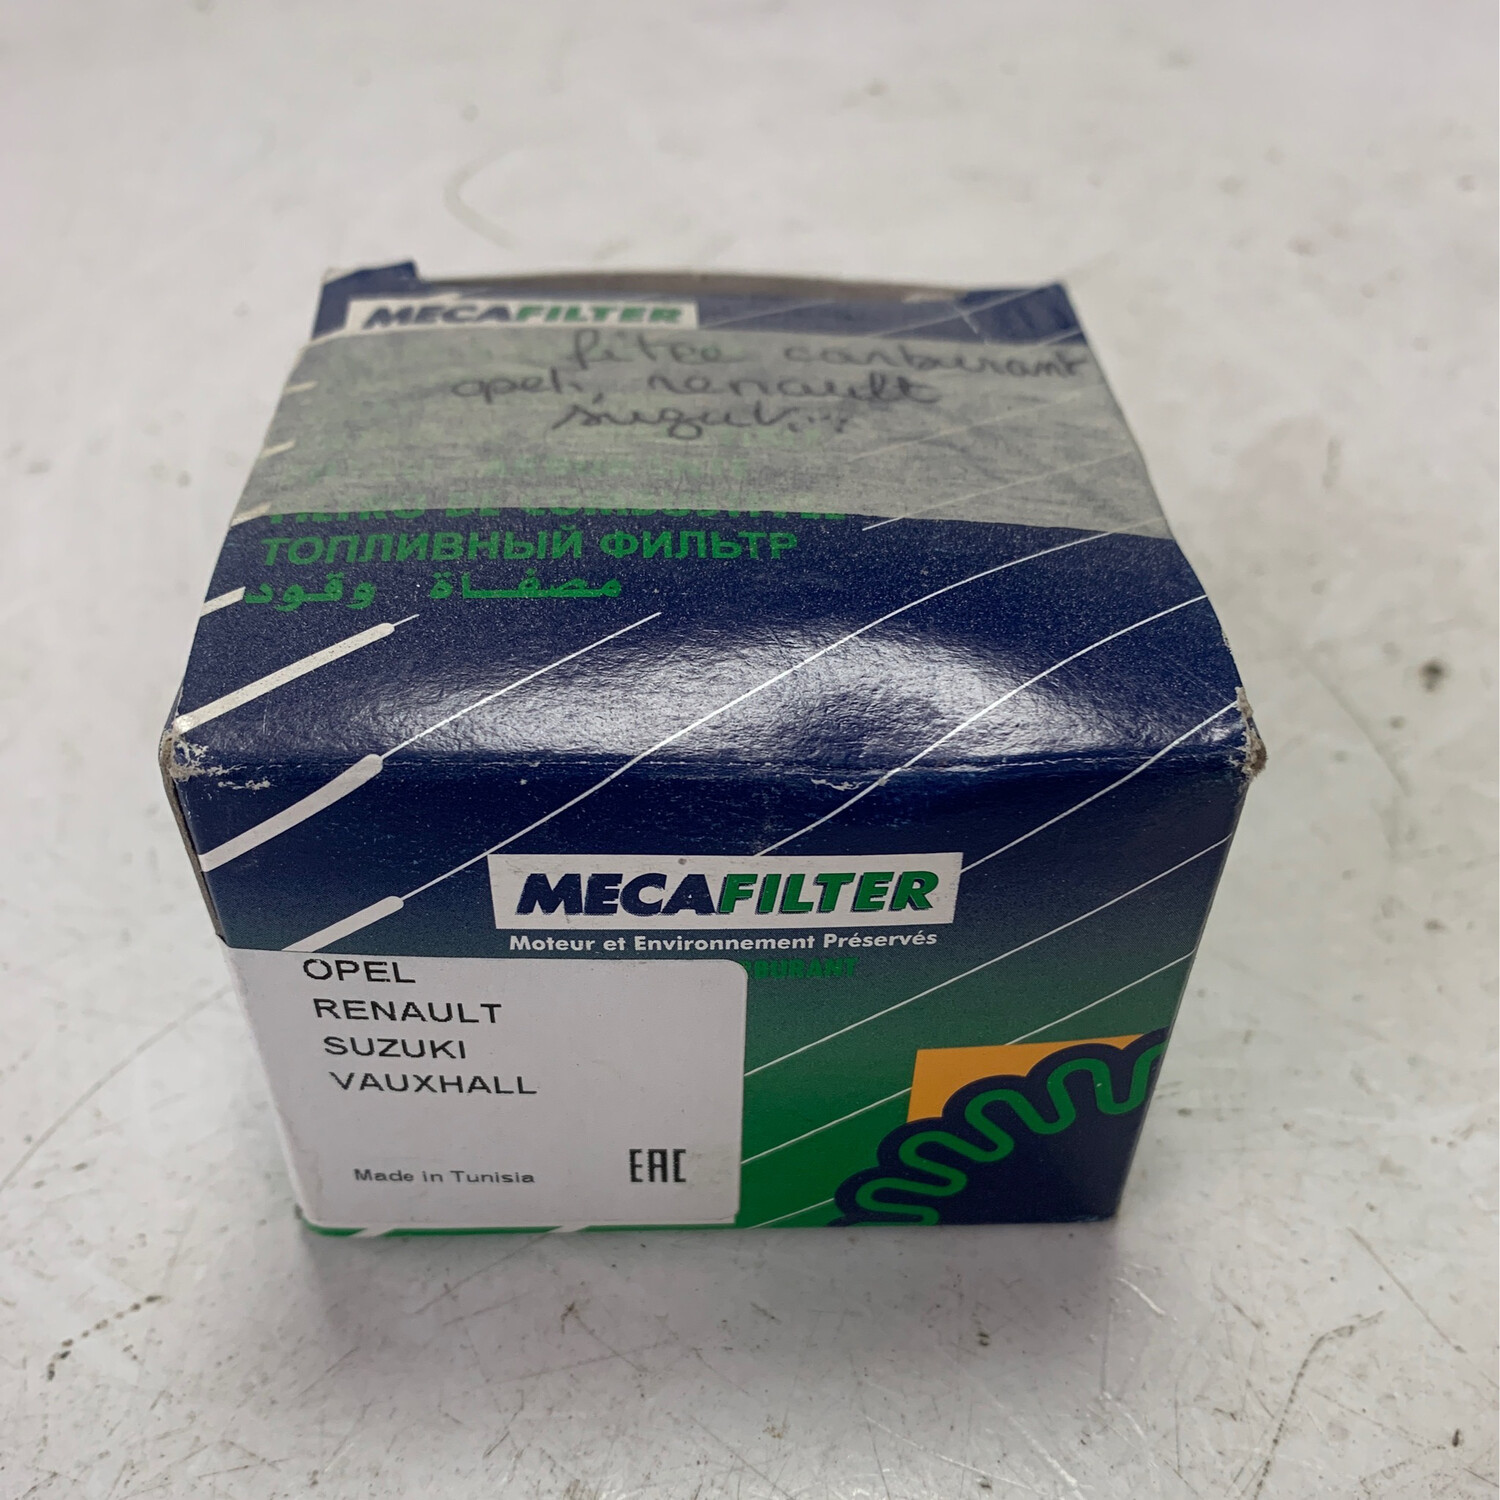 MECAFILTER
filtre carburant
opel, renault
ТОПЛИВНЫЙ ФИЛЬТР
مصفاة وقود
MECAFILTER
Moteur et Environnement Préservés
OPEL
RENAULT
SUZUKI
VAUXHALL
Made in Tunisia
EAC